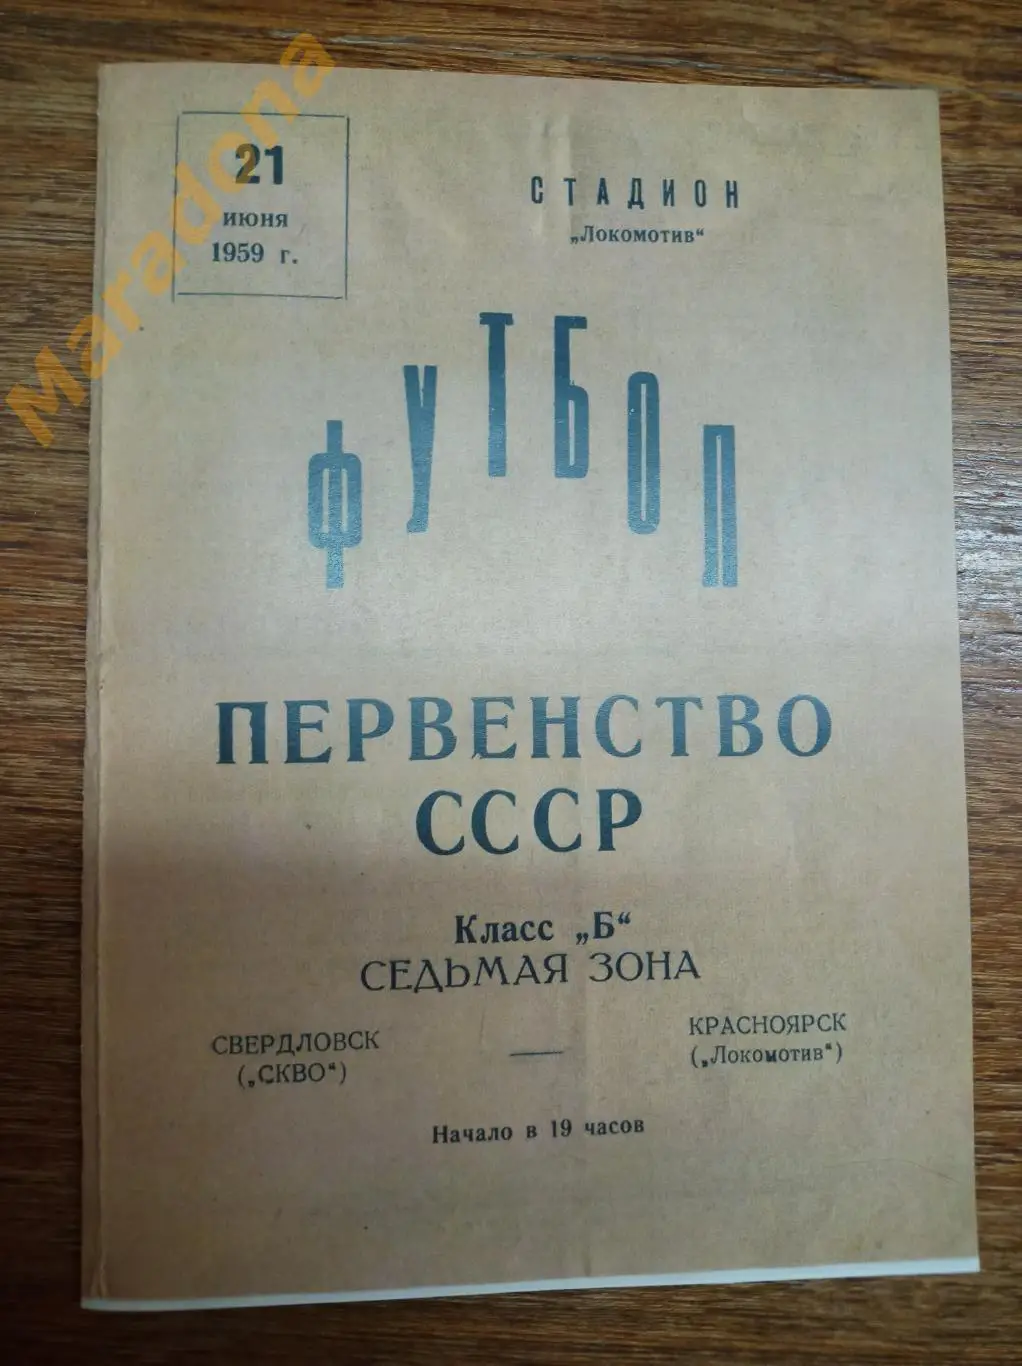 21
июня
1959 г.
СТАДИОН
„Локомотив“
ФУТБОЛ
ПЕРВЕНСТВО
СССР
Класс „Б“
СЕДЬМАЯ ЗОНА
СВЕРДЛОВСК
(„СКВО“)
—
КРАСНОЯРСК
(„Локомотив“)
Начало в 19 часов
Maradona